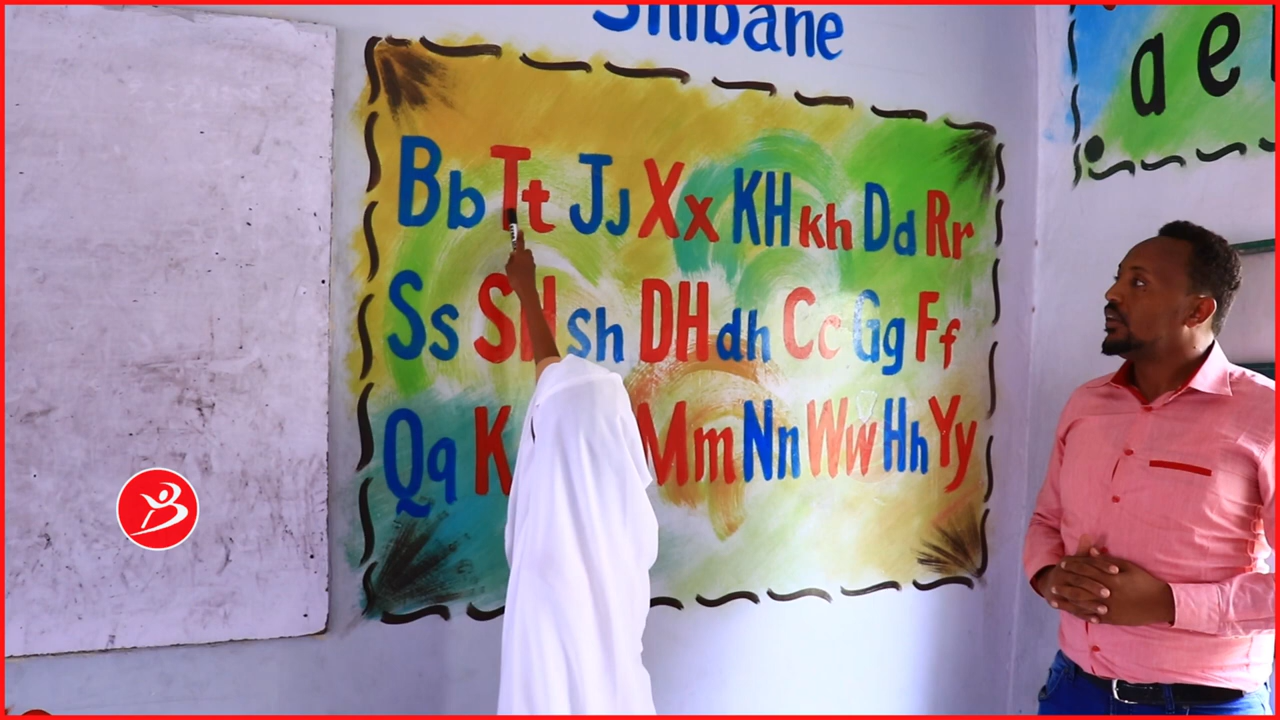 Shibane
Bb Tt Jj Xx KH kh Dd Rr
Ss SH sh DH dh Cc Gg Ff
Qq K Mm Nn Ww Hh Yy
a e
B